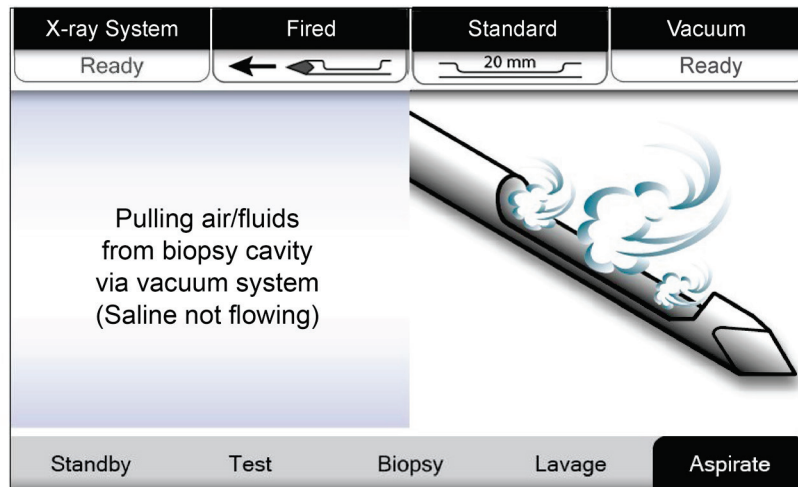 X-ray System
Fired
Standard
Vacuum
Ready
20 mm
Ready
Pulling air/fluids
from biopsy cavity
via vacuum system
(Saline not flowing)
Standby
Test
Biopsy
Lavage
Aspirate